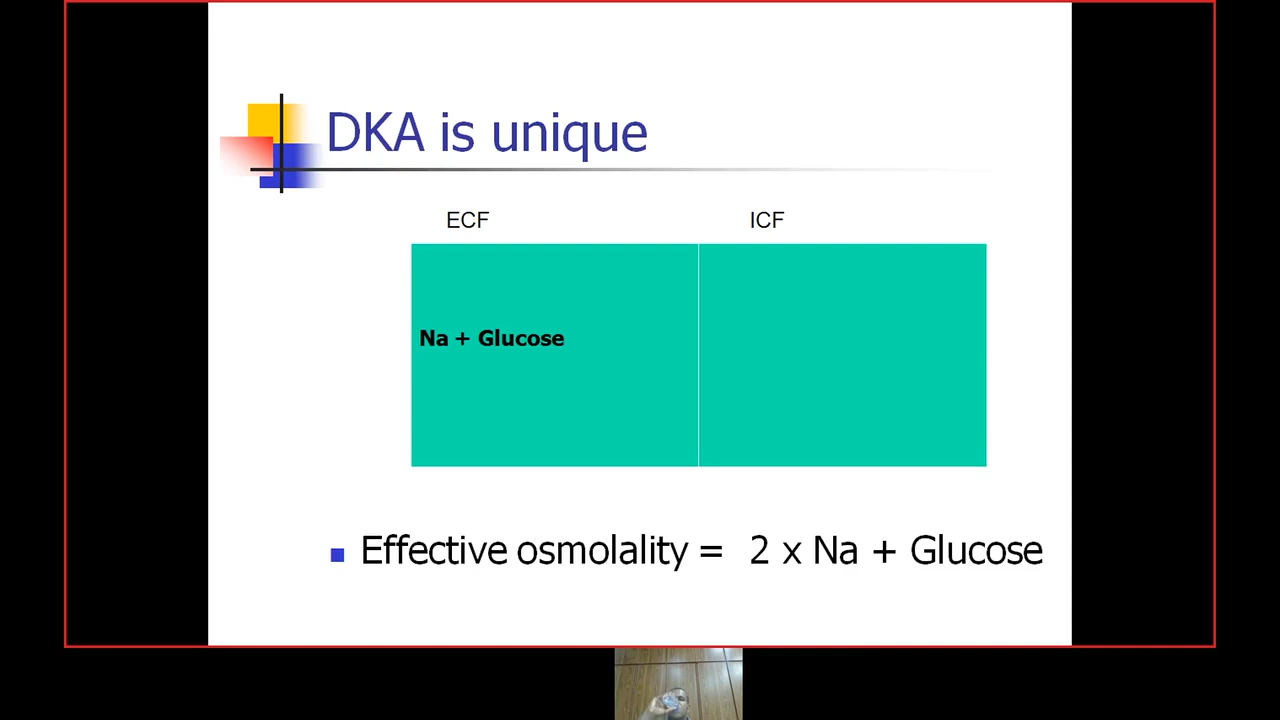 DKA is unique
ECF ICF
Na + Glucose
Effective osmolality = 2 x Na + Glucose